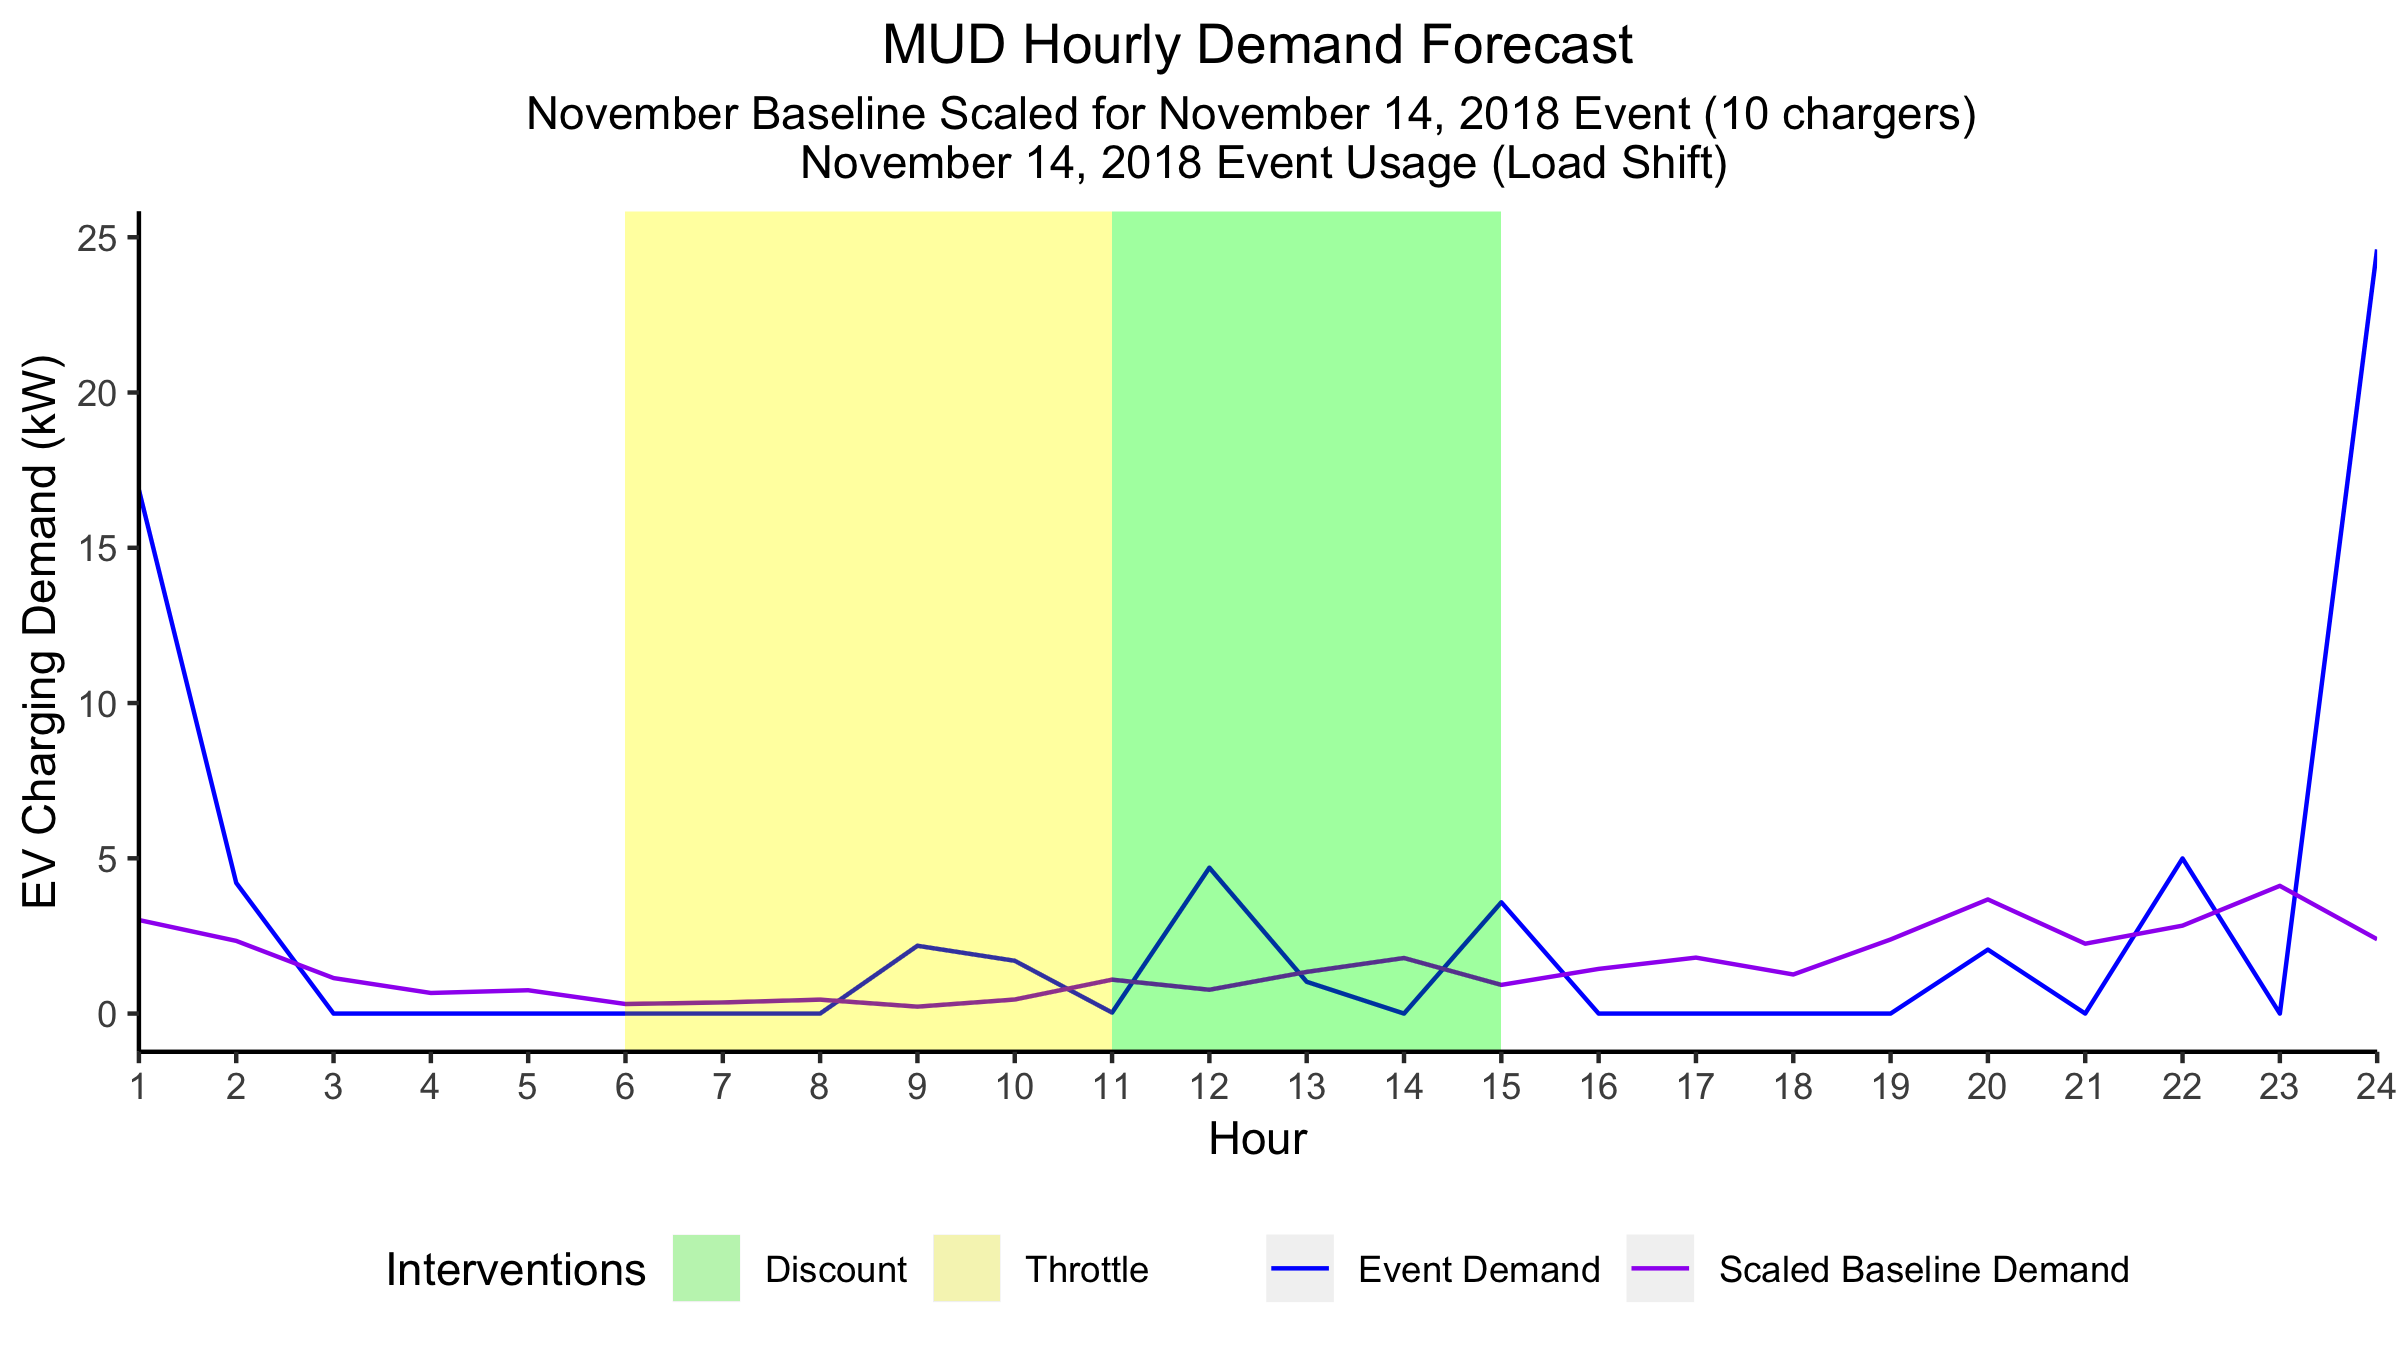 MUD Hourly Demand Forecast
November Baseline Scaled for November 14, 2018 Event (10 chargers)
November 14, 2018 Event Usage (Load Shift)
EV Charging Demand (kW)
25
20
15
10
5
0
1 2 3 4 5 6 7 8 9 10 11 12 13 14 15 16 17 18 19 20 21 22 23 24
Hour
Interventions Discount Throttle Event Demand Scaled Baseline Demand